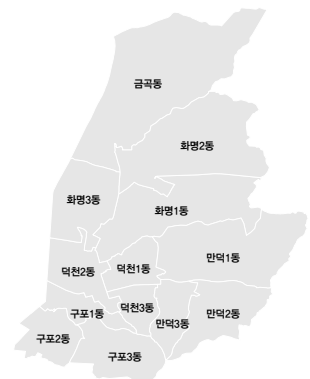 금곡동
화명2동
화명3동
화명1동
만덕1동
덕천2동
덕천1동
덕천3동
구포1동
만덕3동
만덕2동
구포2동
구포3동